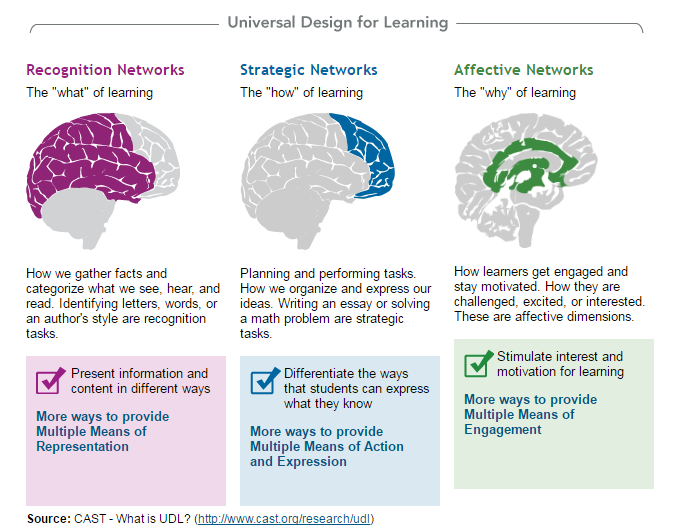 Universal Design for Learning
Recognition Networks
The "what" of learning
How we gather facts and
categorize what we see, hear, and
read. Identifying letters, words, or
an author's style are recognition
tasks.
Present information and
content in different ways
More ways to provide
Multiple Means of
Representation
Strategic Networks
The "how" of learning
Planning and performing tasks.
How we organize and express our
ideas. Writing an essay or solving
a math problem are strategic
tasks.
Differentiate the ways
that students can express
what they know
More ways to provide
Multiple Means of Action
and Expression
Affective Networks
The "why" of learning
How learners get engaged and
stay motivated. How they are
challenged, excited, or interested.
These are affective dimensions.
Stimulate interest and
motivation for learning
More ways to provide
Multiple Means of
Engagement
Source: CAST - What is UDL? (http://www.cast.org/research/udl)